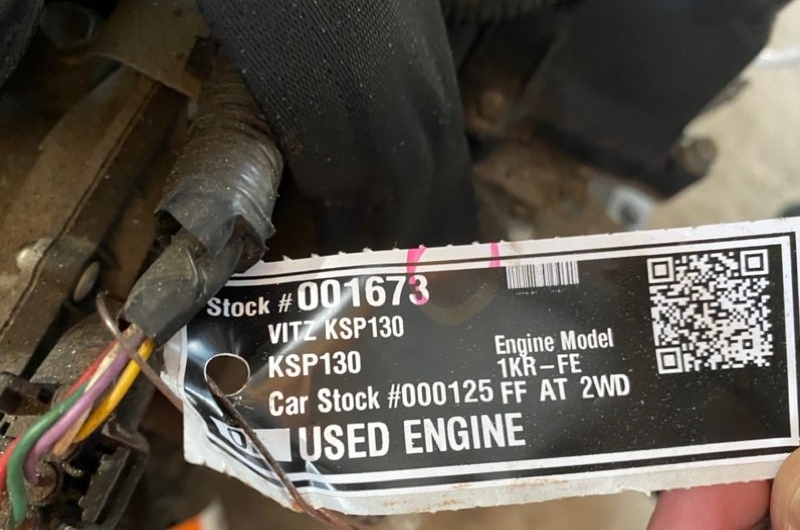 Stock # 001673
VITZ KSP130
KSP130
Engine Model
1KR-FE
Car Stock #000125 FF AT 2WD
USED ENGINE